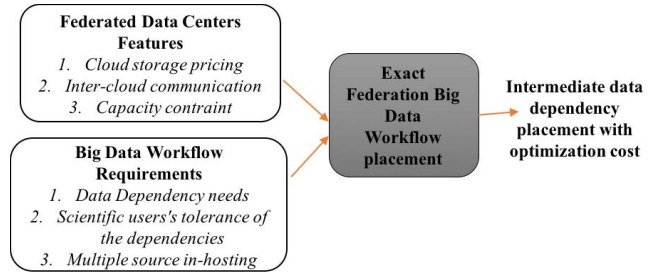 Federated Data Centers
Features
1. Cloud storage pricing
2. Inter-cloud communication
3. Capacity contraint
Big Data Workflow
Requirements
1. Data Dependency needs
2. Scientific users's tolerance of
the dependencies
3. Multiple source in-hosting
Exact
Federation Big
Data
Workflow
placement
Intermediate data
dependency
placement with
optimization cost